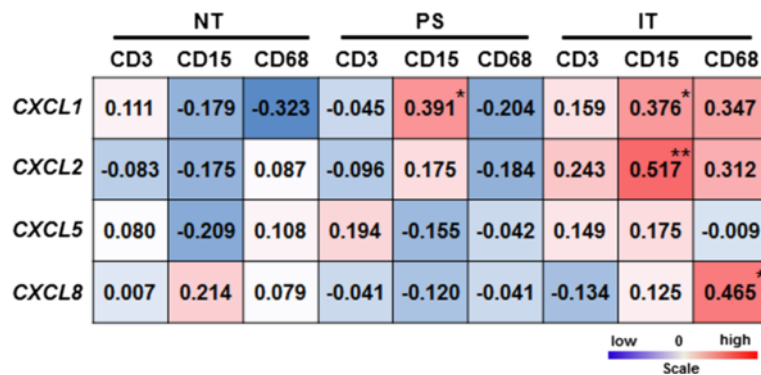 NT PS IT
CD3 CD15 CD68 CD3 CD15 CD68 CD3 CD15 CD68
CXCL1 0.111 -0.179 -0.323 -0.045 0.391* -0.204 0.159 0.376* 0.347
CXCL2 -0.083 -0.175 0.087 -0.096 0.175 -0.184 0.243 0.517** 0.312
CXCL5 0.080 -0.209 0.108 0.194 -0.155 -0.042 0.149 0.175 -0.009
CXCL8 0.007 0.214 0.079 -0.041 -0.120 -0.041 -0.134 0.125 0.465*
low 0 high
Scale